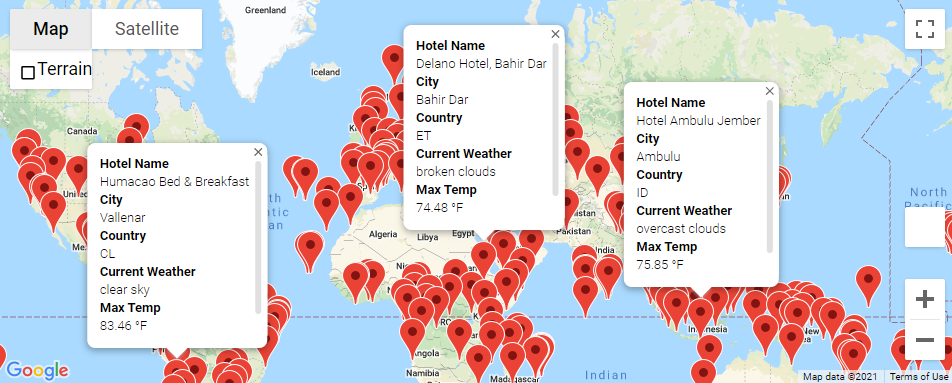 Map
Satellite
Terrain
Greenland
Iceland
Canada
Hotel Name
Humacao Bed & Breakfast
City
Vallenar
Country
CL
Current Weather
clear sky
Max Temp
83.46 °F
Hotel Name
Delano Hotel, Bahir Dar
City
Bahir Dar
Country
ET
Current Weather
broken clouds
Max Temp
74.48 °F
Hotel Name
Hotel Ambulu Jember
City
Ambulu
Country
ID
Current Weather
overcast clouds
Max Temp
75.85 °F
Algeria
Libya
Egypt
Angola
Namibia
Madagascar
Indonesia
Indian
North
Google
Map data ©2021
Terms of Use